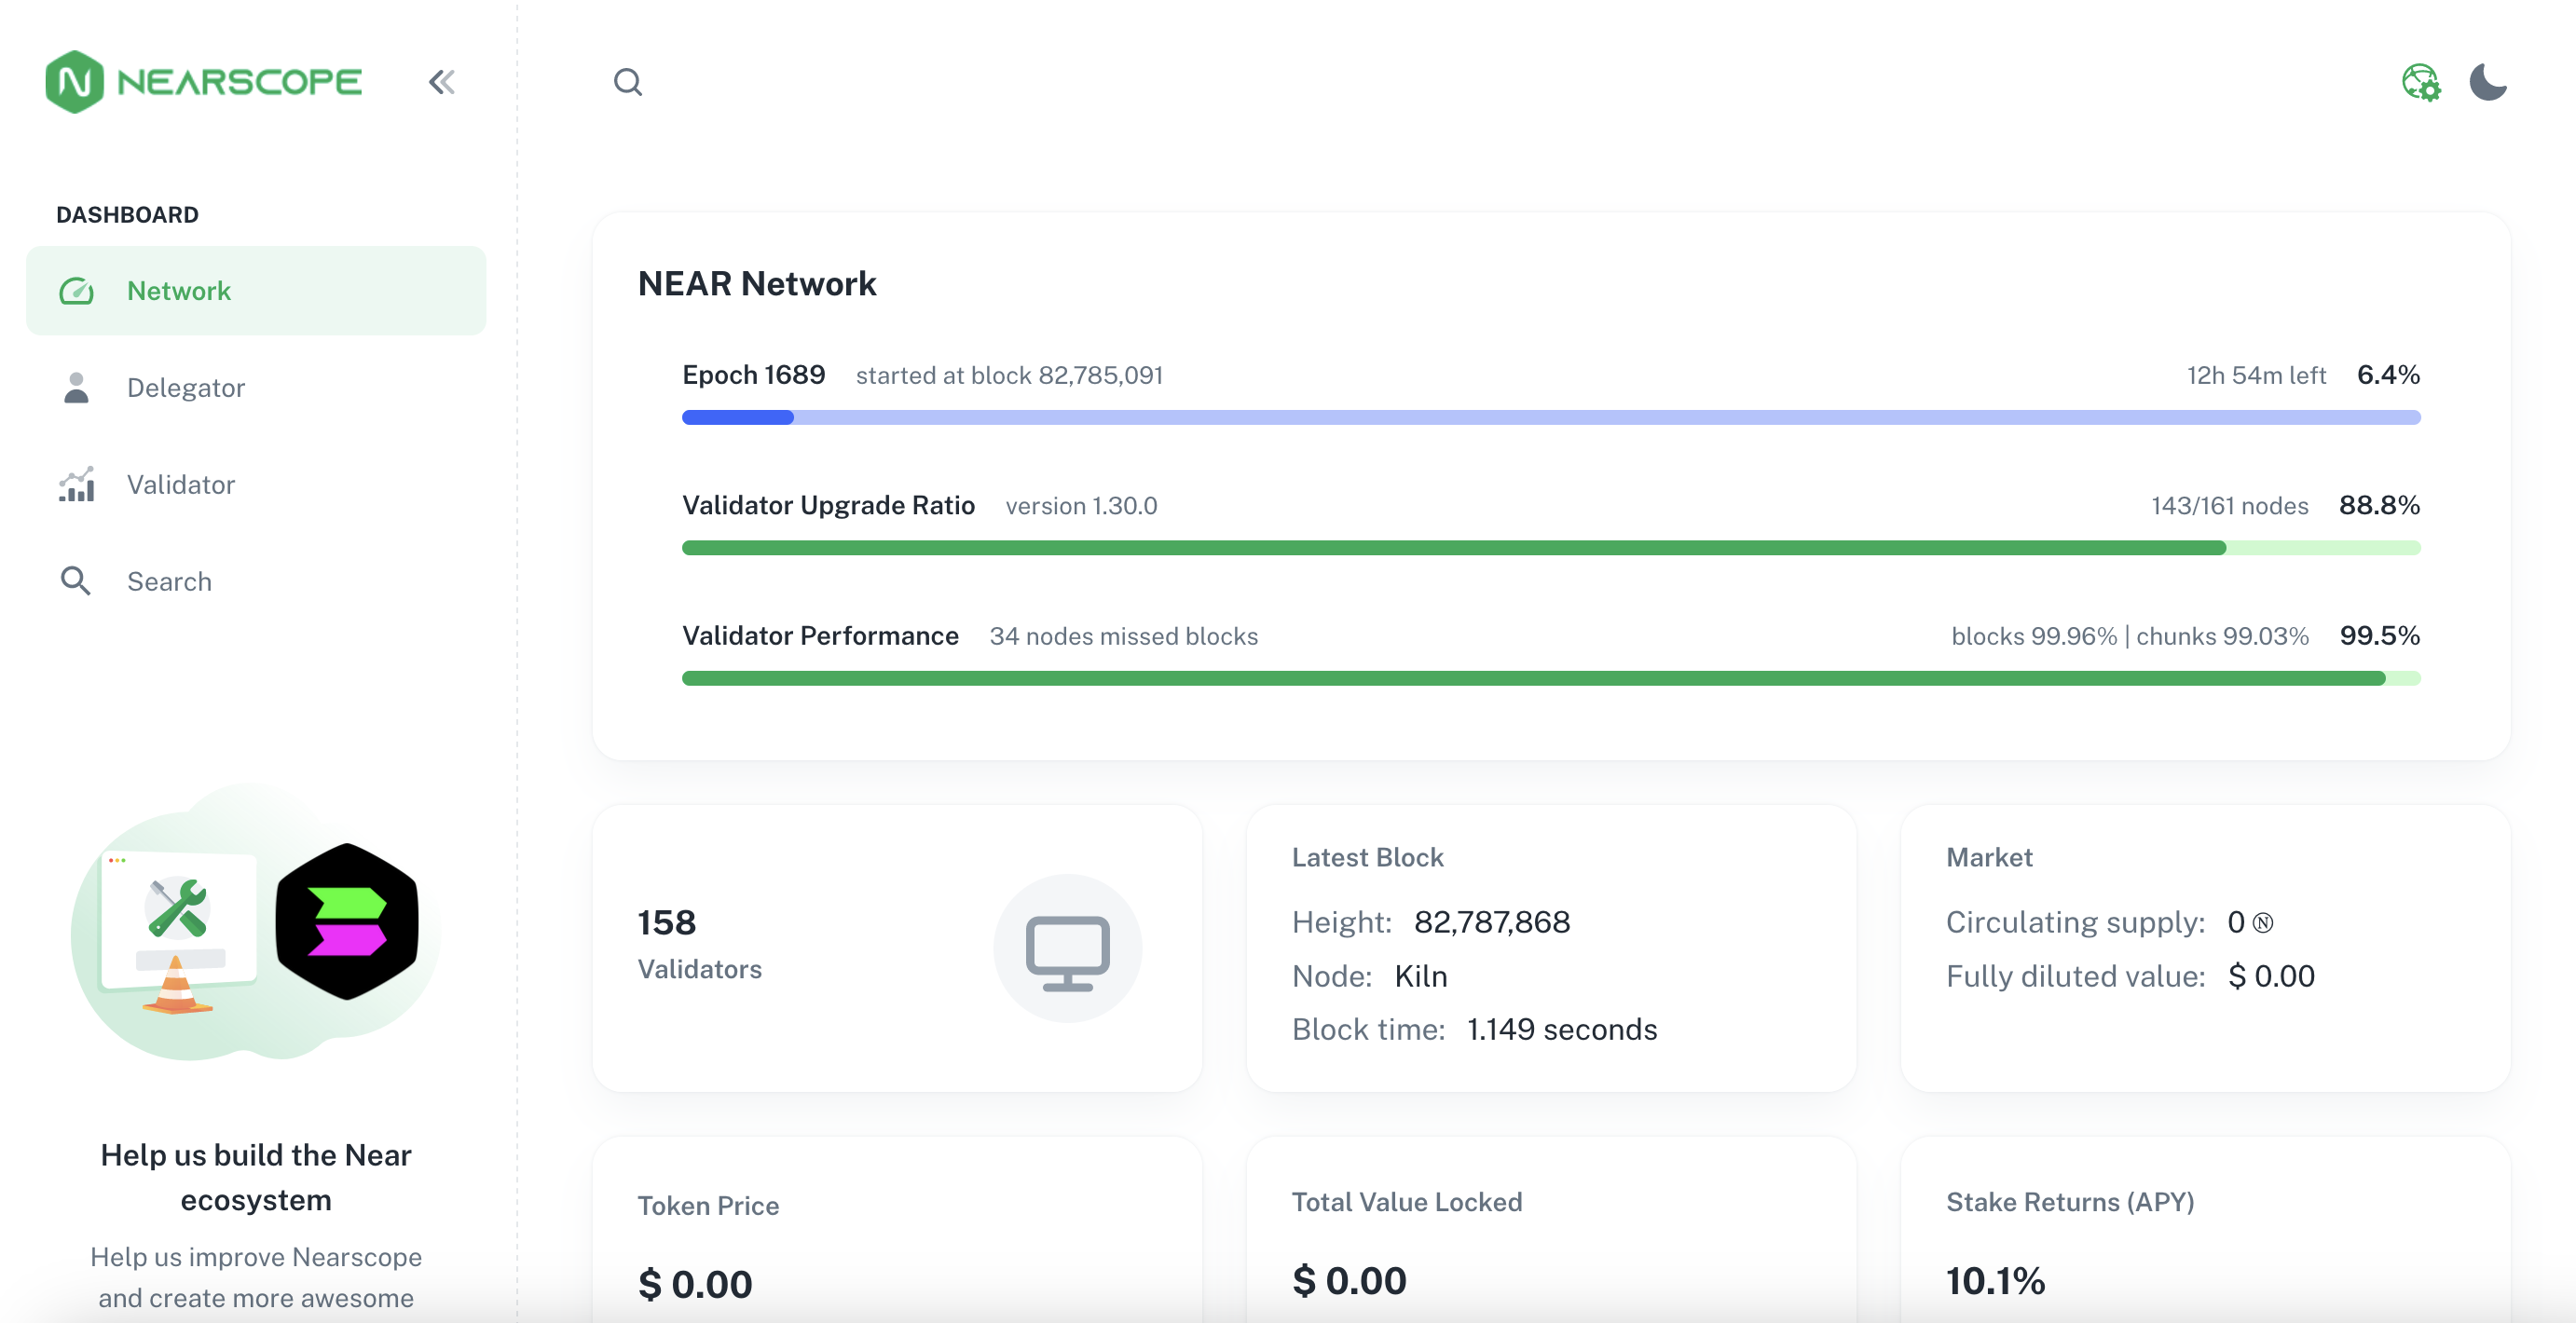 NEARSCOPE
DASHBOARD
Network
Delegator
Validator
Search
Help us build the Near
ecosystem
Help us improve Nearscope
and create more awesome
NEAR Network
Epoch 1689 started at block 82,785,091 12h 54m left 6.4%
Validator Upgrade Ratio version 1.30.0 143/161 nodes 88.8%
Validator Performance 34 nodes missed blocks blocks 99.96% | chunks 99.03% 99.5%
158
Validators
Latest Block
Height: 82,787,868
Node: Kiln
Block time: 1.149 seconds
Market
Circulating supply: 0 Ⓝ
Fully diluted value: $ 0.00
Token Price
$ 0.00
Total Value Locked
$ 0.00
Stake Returns (APY)
10.1%